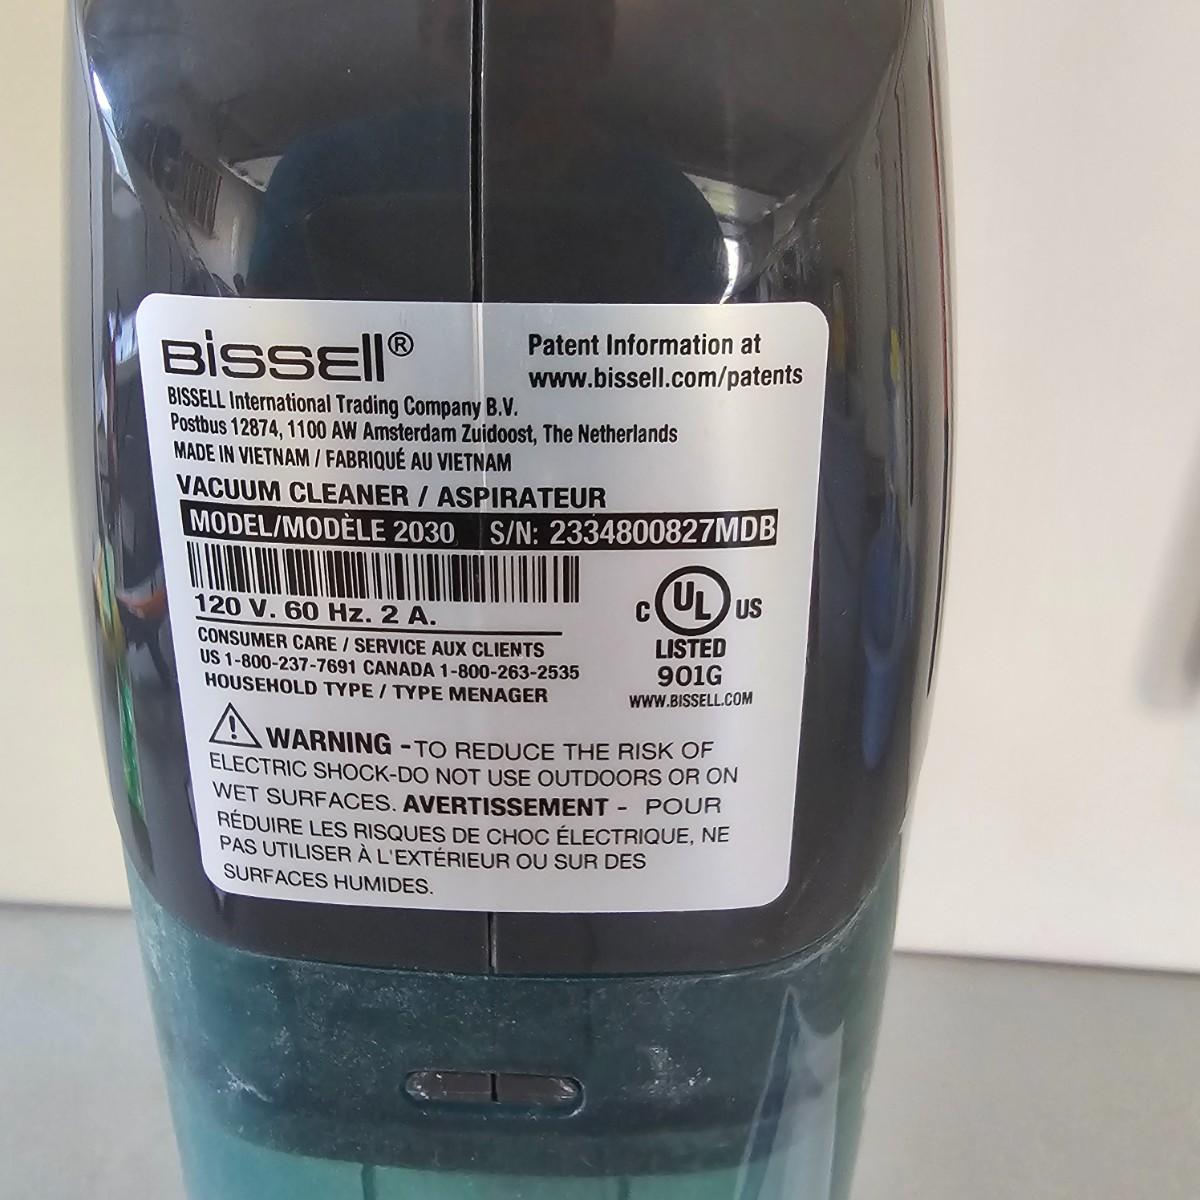 BISSELL®
Patent Information at
www.bissell.com/patents
BISSELL International Trading Company B.V.
Postbus 12874, 1100 AW Amsterdam Zuidoost, The Netherlands
MADE IN VIETNAM / FABRIQUÉ AU VIETNAM
VACUUM CLEANER / ASPIRATEUR
MODEL/MODÈLE 2030 S/N: 2334800827MDB
120 V. 60 Hz. 2 A.
CONSUMER CARE / SERVICE AUX CLIENTS
US 1-800-237-7691 CANADA 1-800-263-2535
HOUSEHOLD TYPE / TYPE MENAGER
C UL US
LISTED
901G
WWW.BISSELL.COM
WARNING -TO REDUCE THE RISK OF
ELECTRIC SHOCK-DO NOT USE OUTDOORS OR ON
WET SURFACES. AVERTISSEMENT - POUR
RÉDUIRE LES RISQUES DE CHOC ÉLECTRIQUE, NE
PAS UTILISER À L'EXTÉRIEUR OU SUR DES
SURFACES HUMIDES.